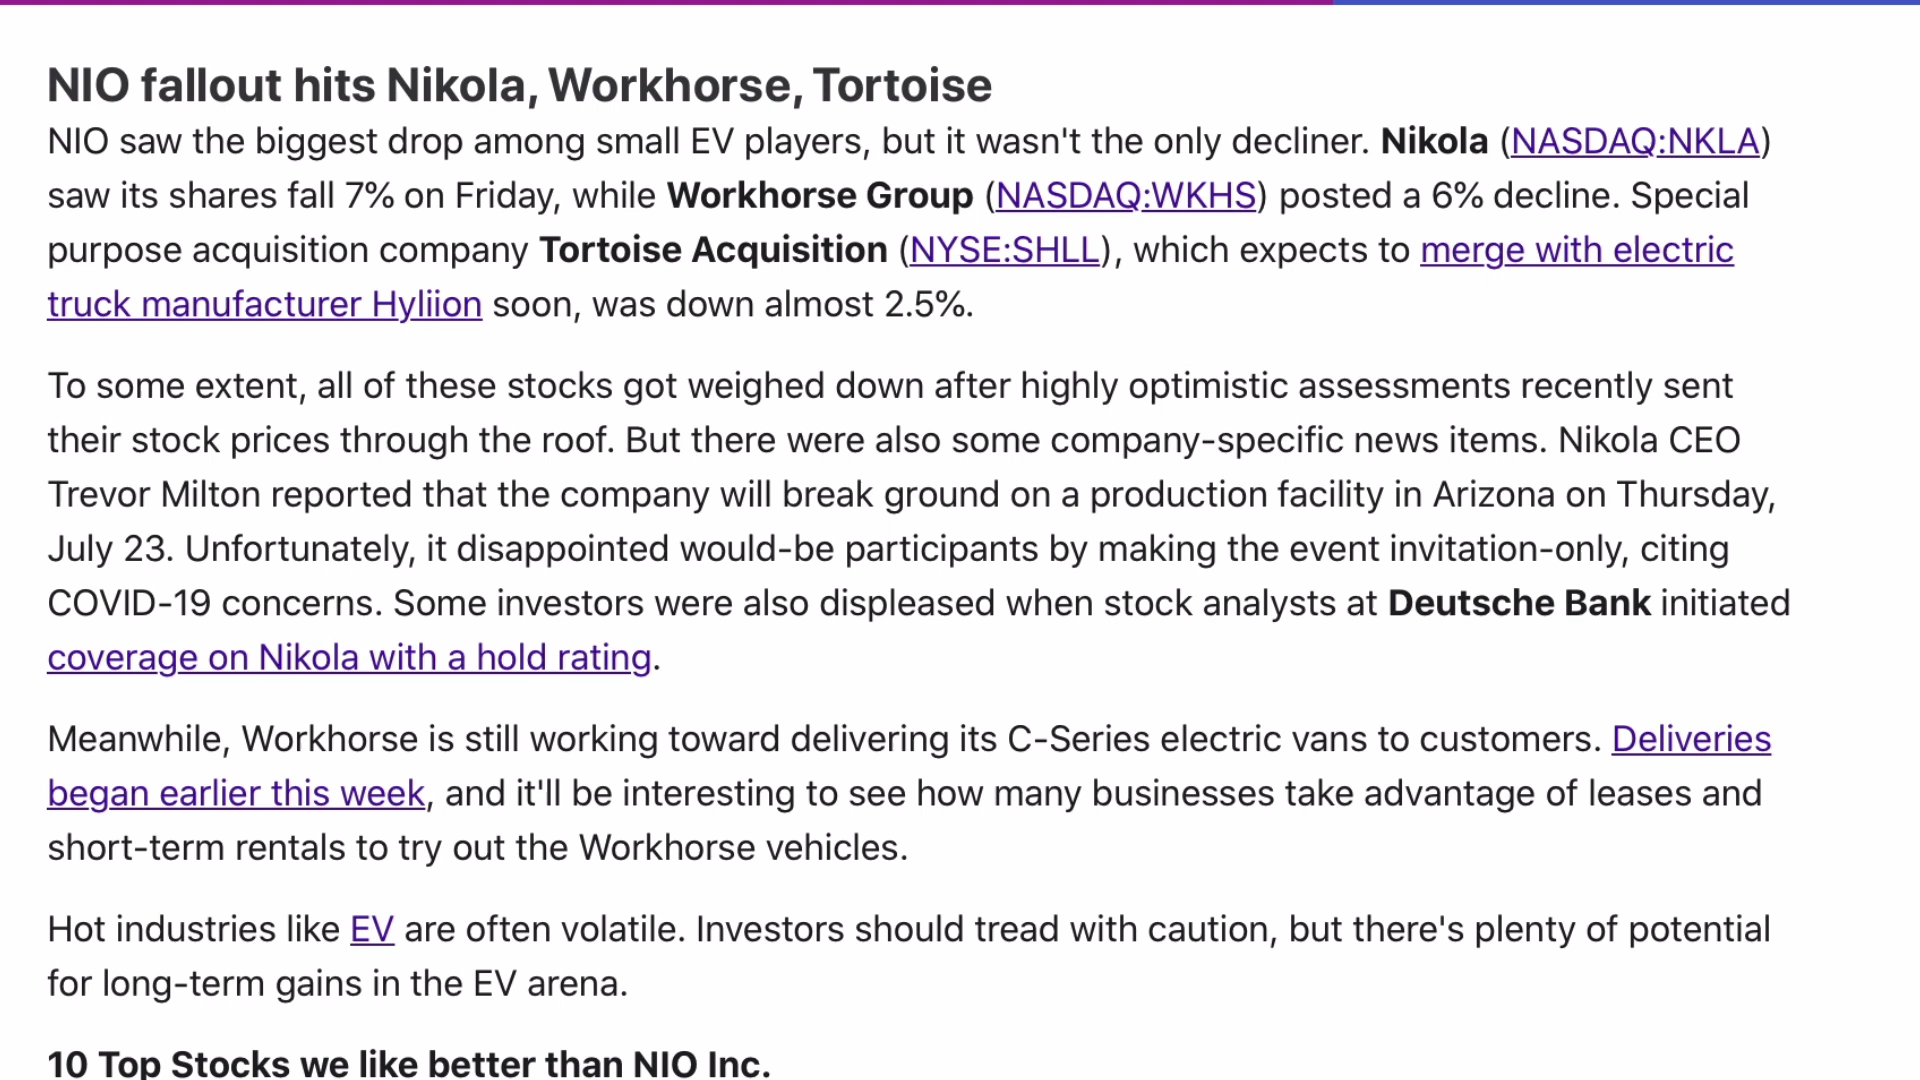 NIO fallout hits Nikola, Workhorse, Tortoise
NIO saw the biggest drop among small EV players, but it wasn't the only decliner. Nikola (NASDAQ:NKLA)
saw its shares fall 7% on Friday, while Workhorse Group (NASDAQ:WKHS) posted a 6% decline. Special
purpose acquisition company Tortoise Acquisition (NYSE:SHLL), which expects to merge with electric
truck manufacturer Hyliion soon, was down almost 2.5%.
To some extent, all of these stocks got weighed down after highly optimistic assessments recently sent
their stock prices through the roof. But there were also some company-specific news items. Nikola CEO
Trevor Milton reported that the company will break ground on a production facility in Arizona on Thursday,
July 23. Unfortunately, it disappointed would-be participants by making the event invitation-only, citing
COVID-19 concerns. Some investors were also displeased when stock analysts at Deutsche Bank initiated
coverage on Nikola with a hold rating.
Meanwhile, Workhorse is still working toward delivering its C-Series electric vans to customers. Deliveries
began earlier this week, and it'll be interesting to see how many businesses take advantage of leases and
short-term rentals to try out the Workhorse vehicles.
Hot industries like EV are often volatile. Investors should tread with caution, but there's plenty of potential
for long-term gains in the EV arena.
10 Top Stocks we like better than NIO Inc.